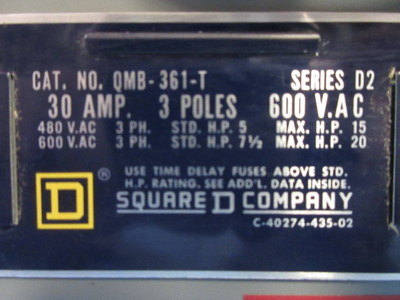 CAT. NO. QMB-361-T SERIES D2
30 AMP. 3 POLES 600 V.AC
480 V.AC 3 PH. STD. H.P. 5 MAX. H.P. 15
600 V.AC 3 PH. STD. H.P. 7½ MAX. H.P. 20
USE TIME DELAY FUSES ABOVE STD.
H.P. RATING. SEE ADD'L. DATA INSIDE.
D ® SQUARE D COMPANY
C-40274-435-02